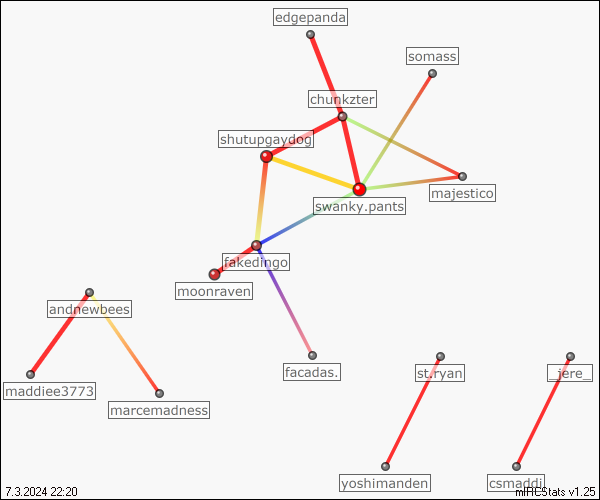 edgepanda
somass
chunkzter
shutupgaydog
majestico
swanky.pants
fakedingo
moonraven
andnewbees
facadas.
st.ryan
_jere_
maddiee3773
marcemadness
yoshimanden
csmaddi
7.3.2024 22:20
mIRCStats v1.25